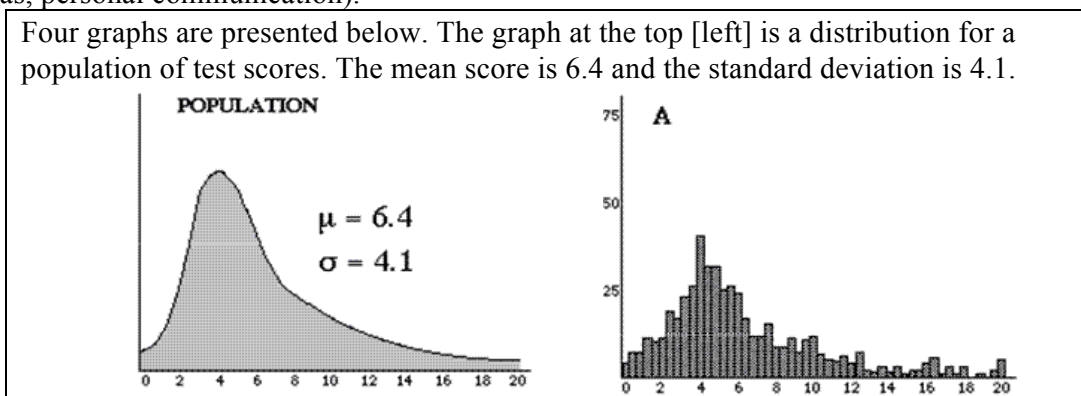 as, personal communication).
Four graphs are presented below. The graph at the top [left] is a distribution for a
population of test scores. The mean score is 6.4 and the standard deviation is 4.1.
POPULATION
μ = 6.4
σ = 4.1
0 2 4 6 8 10 12 14 16 18 20
A
75
50
25
0 2 4 6 8 10 12 14 16 18 20